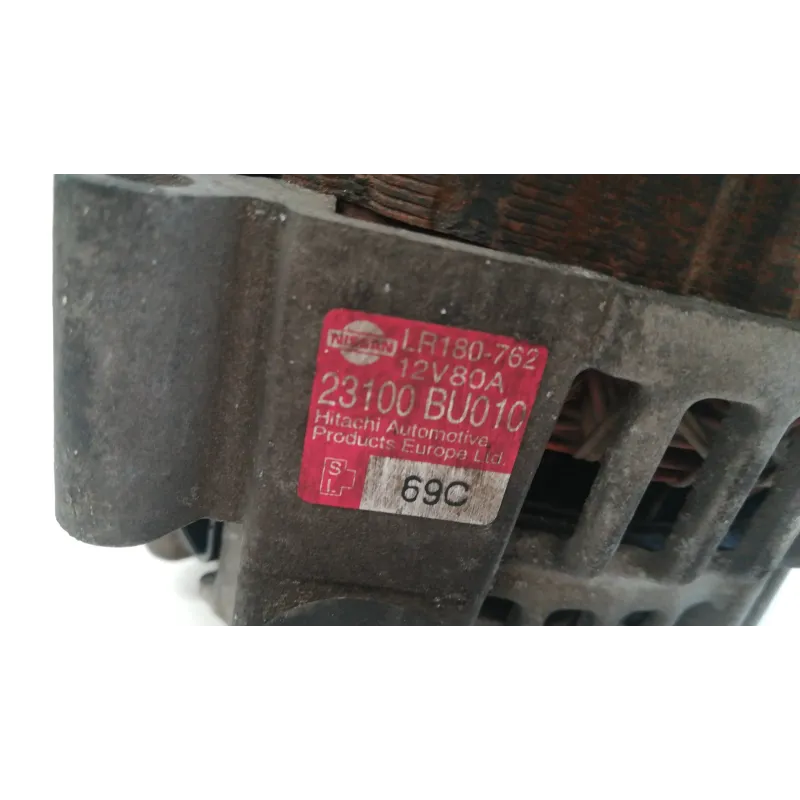 NISSAN
LR180-762
12V80A
23100 BU010
Hitachi Automotive
Products Europe Ltd.
S
L
69C